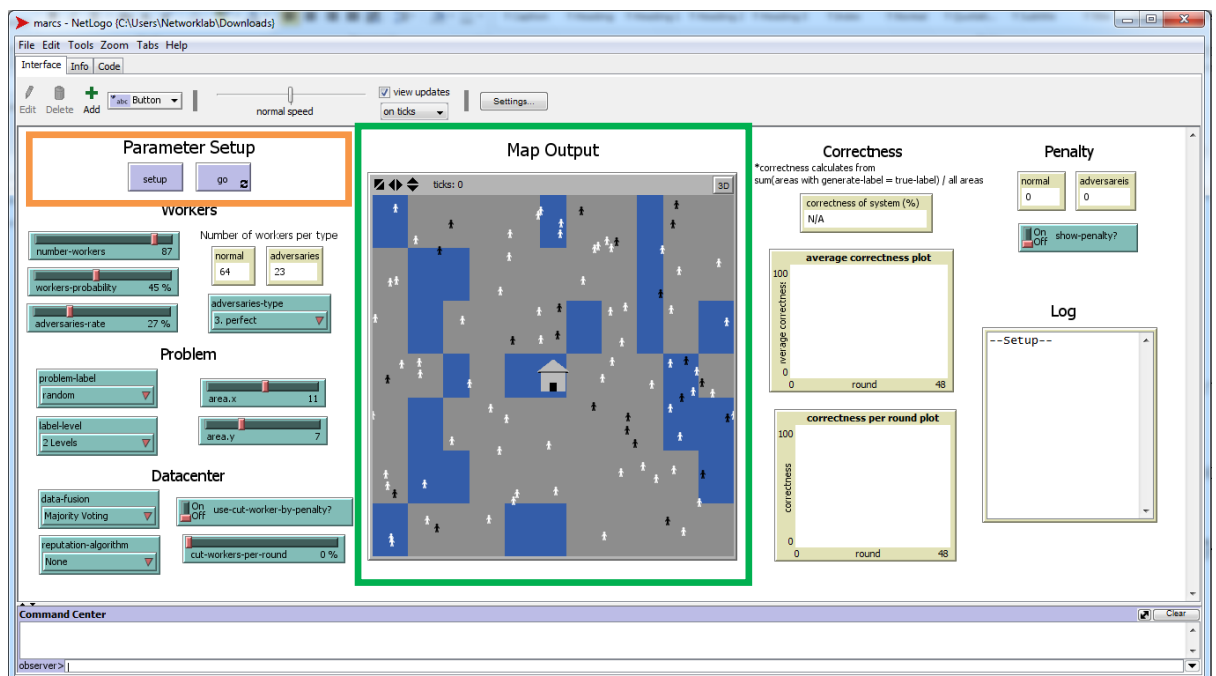 marcs - NetLogo {C:\Users\Networklab\Downloads}
File Edit Tools Zoom Tabs Help
Interface Info Code
Edit Delete Add abc Button normal speed view updates on ticks Settings...
Parameter Setup
setup go
Workers
number-workers 87
workers-probability 45 %
adversaries-rate 27 %
Number of workers per type
normal 64
adversaries 23
adversaries-type
3. perfect
Problem
problem-label
random
label-level
2 Levels
area.x 11
area.y 7
Datacenter
data-fusion
Majority Voting
reputation-algorithm
None
On Off use-cut-worker-by-penalty?
cut-workers-per-round 0 %
Map Output
ticks: 0 3D
Correctness
*correctness calculates from
sum(areas with generate-label = true-label) / all areas
correctness of system (%)
N/A
average correctness plot
100
average correctness
0
0 round 48
correctness per round plot
100
correctness
0
0 round 48
Penalty
normal
0
adversareis
0
On Off show-penalty?
Log
--Setup--
Command Center Clear
observer>